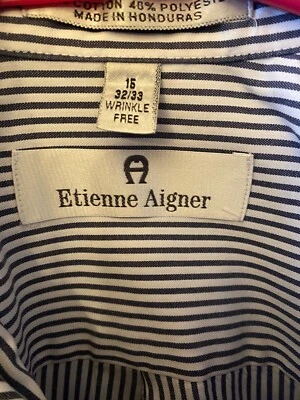 COTTON 40% POLYESTER
MADE IN HONDURAS
15
32/33
WRINKLE
FREE
Etienne Aigner